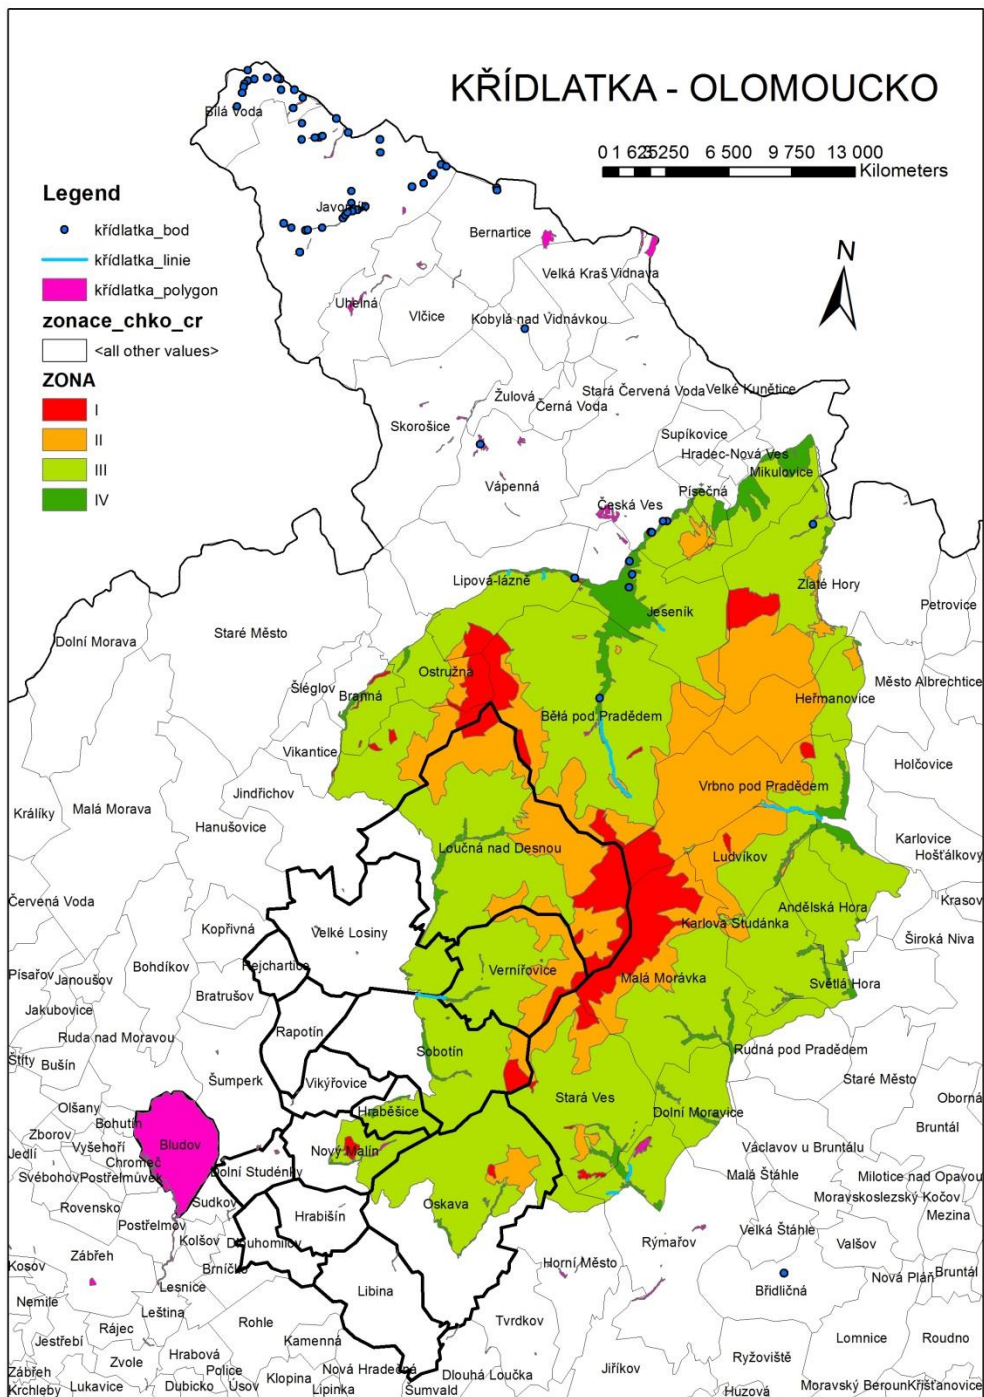 KŘÍDLATKA - OLOMOUCKO
Kilometers
6 500 9 750 13 000
N
Legend
křídlatka_bod
křídlatka_linie
křídlatka_polygon
zonace_chko_cr
<all other values>
ZONA
I
II
III
IV
Bílá Voda
Javorník
Bernartice
Velká Kraš
Vidnava
Uhelná
Vlčice
Kobylá nad Vidnávkou
Žulová
Černá Voda
Stará Červená Voda
Velké Kunětice
Skorošice
Supíkovice
Hradec-Nová Ves
Mikulovice
Vápenná
Písečná
Česká Ves
Lipová-lázně
Jeseník
Zlaté Hory
Petrovice
Dolní Morava
Staré Město
Ostružná
Šléglov
Branná
Bělá pod Pradědem
Heřmanovice
Město Albrechtice
Vikantice
Holčovice
Jindřichov
Vrbno pod Pradědem
Králíky
Malá Morava
Hanušovice
Karlovice
Hošťálkovy
Loučná nad Desnou
Ludvíkov
Červená Voda
Andělská Hora
Krasov
Kopřivná
Velké Losiny
Karlova Studánka
Široká Niva
Písařov
Janoušov
Bohdíkov
Rejchartice
Vernířovice
Malá Morávka
Světlá Hora
Jakubovice
Bratrušov
Ruda nad Moravou
Rapotín
Sobotín
Rudná pod Pradědem
Štíty
Bušín
Šumperk
Vikýřovice
Staré Město
Olšany
Hraběšice
Stará Ves
Dolní Moravice
Oborná
Bohutín
Bruntál
Zborov
Vyšehoří
Bludov
Nový Malín
Václavov u Bruntálu
Jedlí
Chromeč
Dolní Studénky
Malá Štáhle
Milotice nad Opavou
Svébohov
Postřelmůvek
Moravskoslezský Kočov
Rovensko
Sudkov
Oskava
Mezina
Postřelmov
Hrabišín
Velká Štáhle
Kolšov
Dlouhomilov
Rýmařov
Valšov
Zábřeh
Kosov
Brníčko
Horní Město
Nová Pláň
Bruntál
Lesnice
Libina
Břidličná
Nemile
Leština
Rohle
Tvrdkov
Rájec
Jestřebí
Kamenná
Lomnice
Roudno
Zvole
Hrabová
Ryžoviště
Zábřeh
Police
Nová Hradečná
Jiříkov
Krchleby
Lukavice
Dubicko
Úsov
Klopina
Lipinka
Šumvald
Dlouhá Loučka
Huzová
Moravský Beroun
Křišťanovice